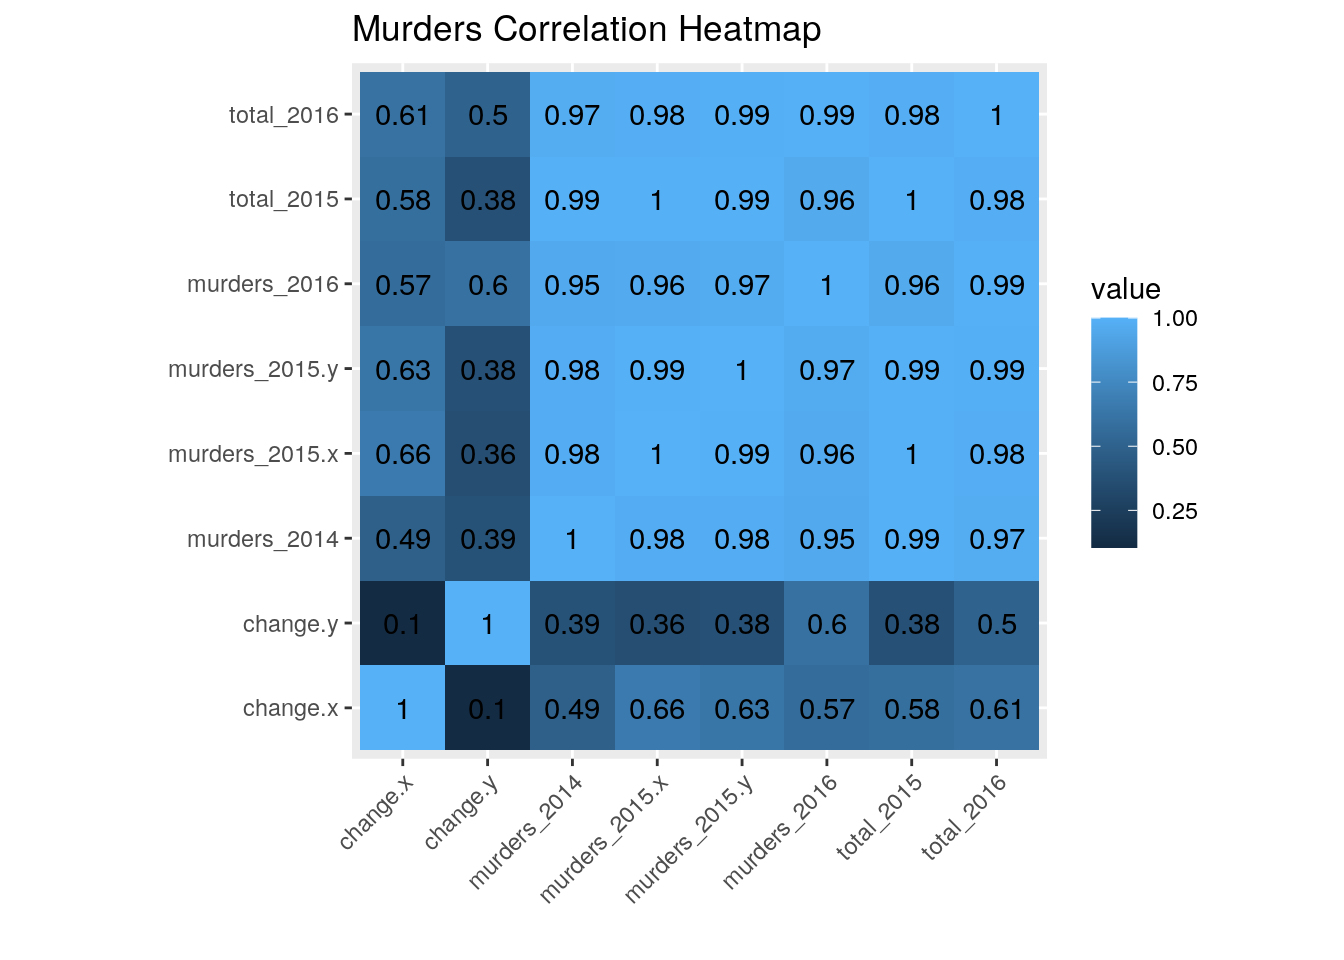 Murders Correlation Heatmap
total_2016 0.61 0.5 0.97 0.98 0.99 0.99 0.98 1
total_2015 0.58 0.38 0.99 1 0.99 0.96 1 0.98
murders_2016 0.57 0.6 0.95 0.96 0.97 1 0.96 0.99
murders_2015.y 0.63 0.38 0.98 0.99 1 0.97 0.99 0.99
murders_2015.x 0.66 0.36 0.98 1 0.99 0.96 1 0.98
murders_2014 0.49 0.39 1 0.98 0.98 0.95 0.99 0.97
change.y 0.1 1 0.39 0.36 0.38 0.6 0.38 0.5
change.x 1 0.1 0.49 0.66 0.63 0.57 0.58 0.61
change.x change.y murders_2014 murders_2015.x murders_2015.y murders_2016 total_2015 total_2016
value
1.00
0.75
0.50
0.25